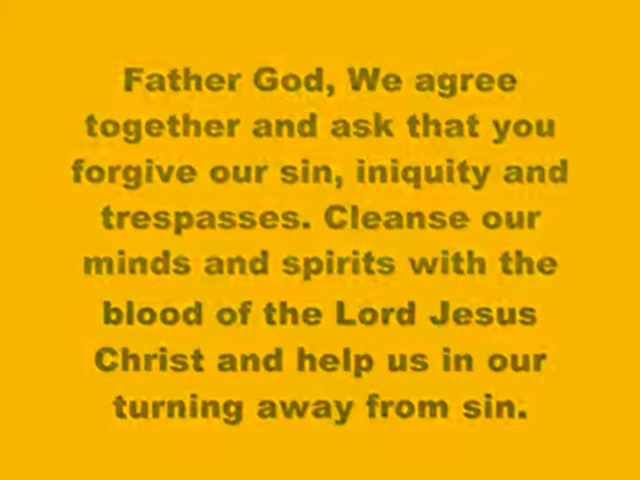 Father God, We agree
together and ask that you
forgive our sin, iniquity and
trespasses. Cleanse our
minds and spirits with the
blood of the Lord Jesus
Christ and help us in our
turning away from sin.